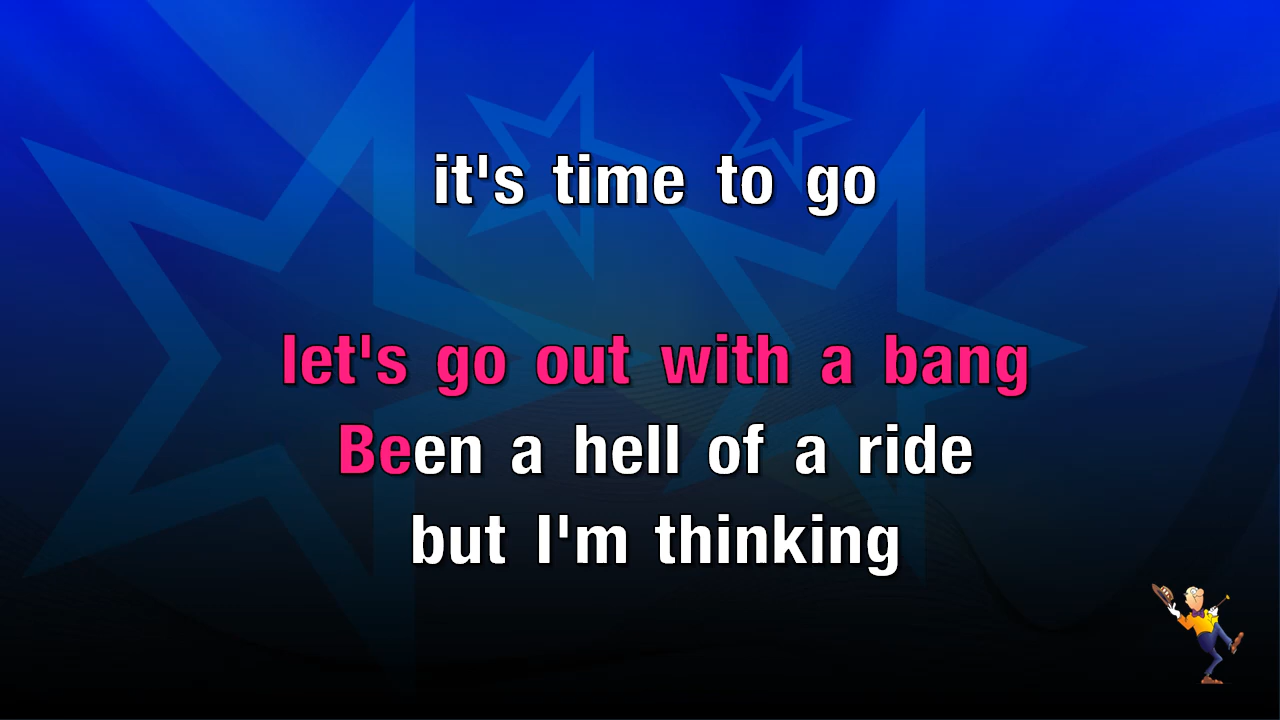 it's time to go
let's go out with a bang
Been a hell of a ride
but I'm thinking